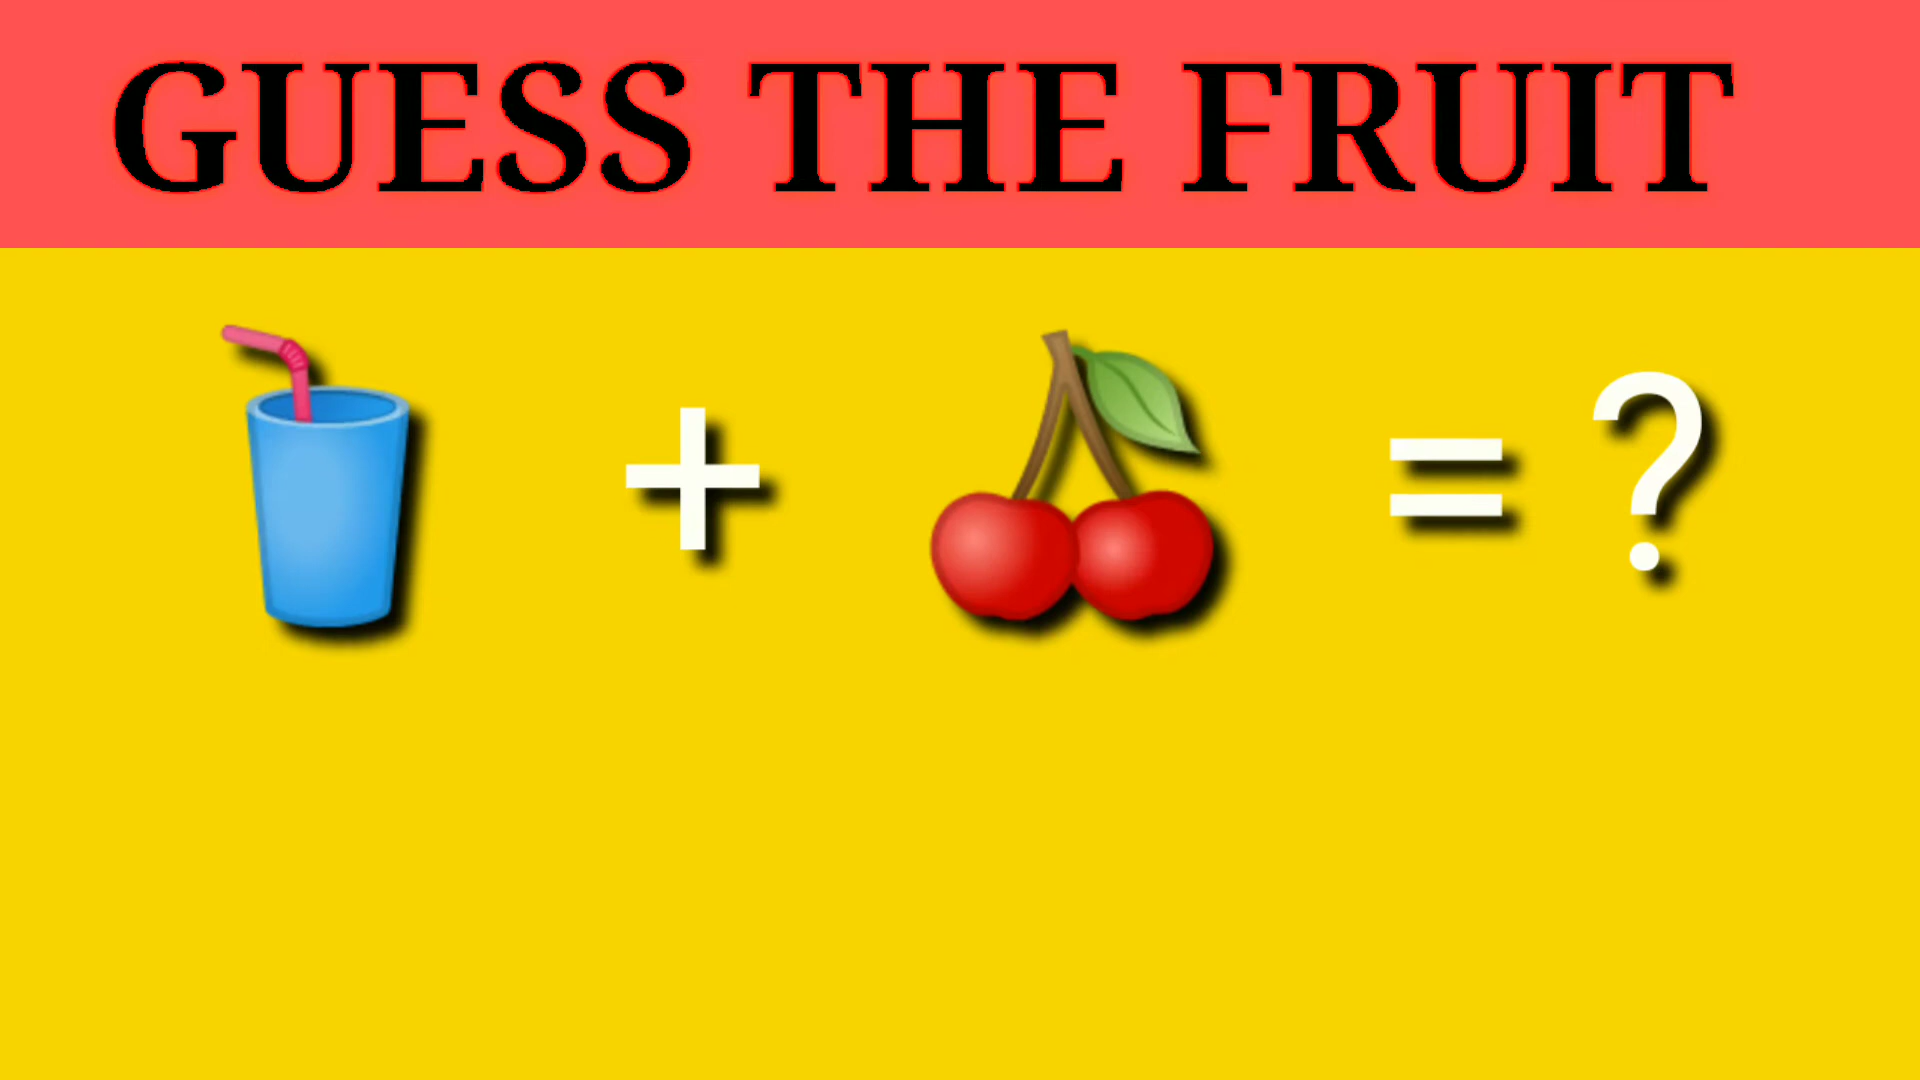 GUESS THE FRUIT
+ = ?